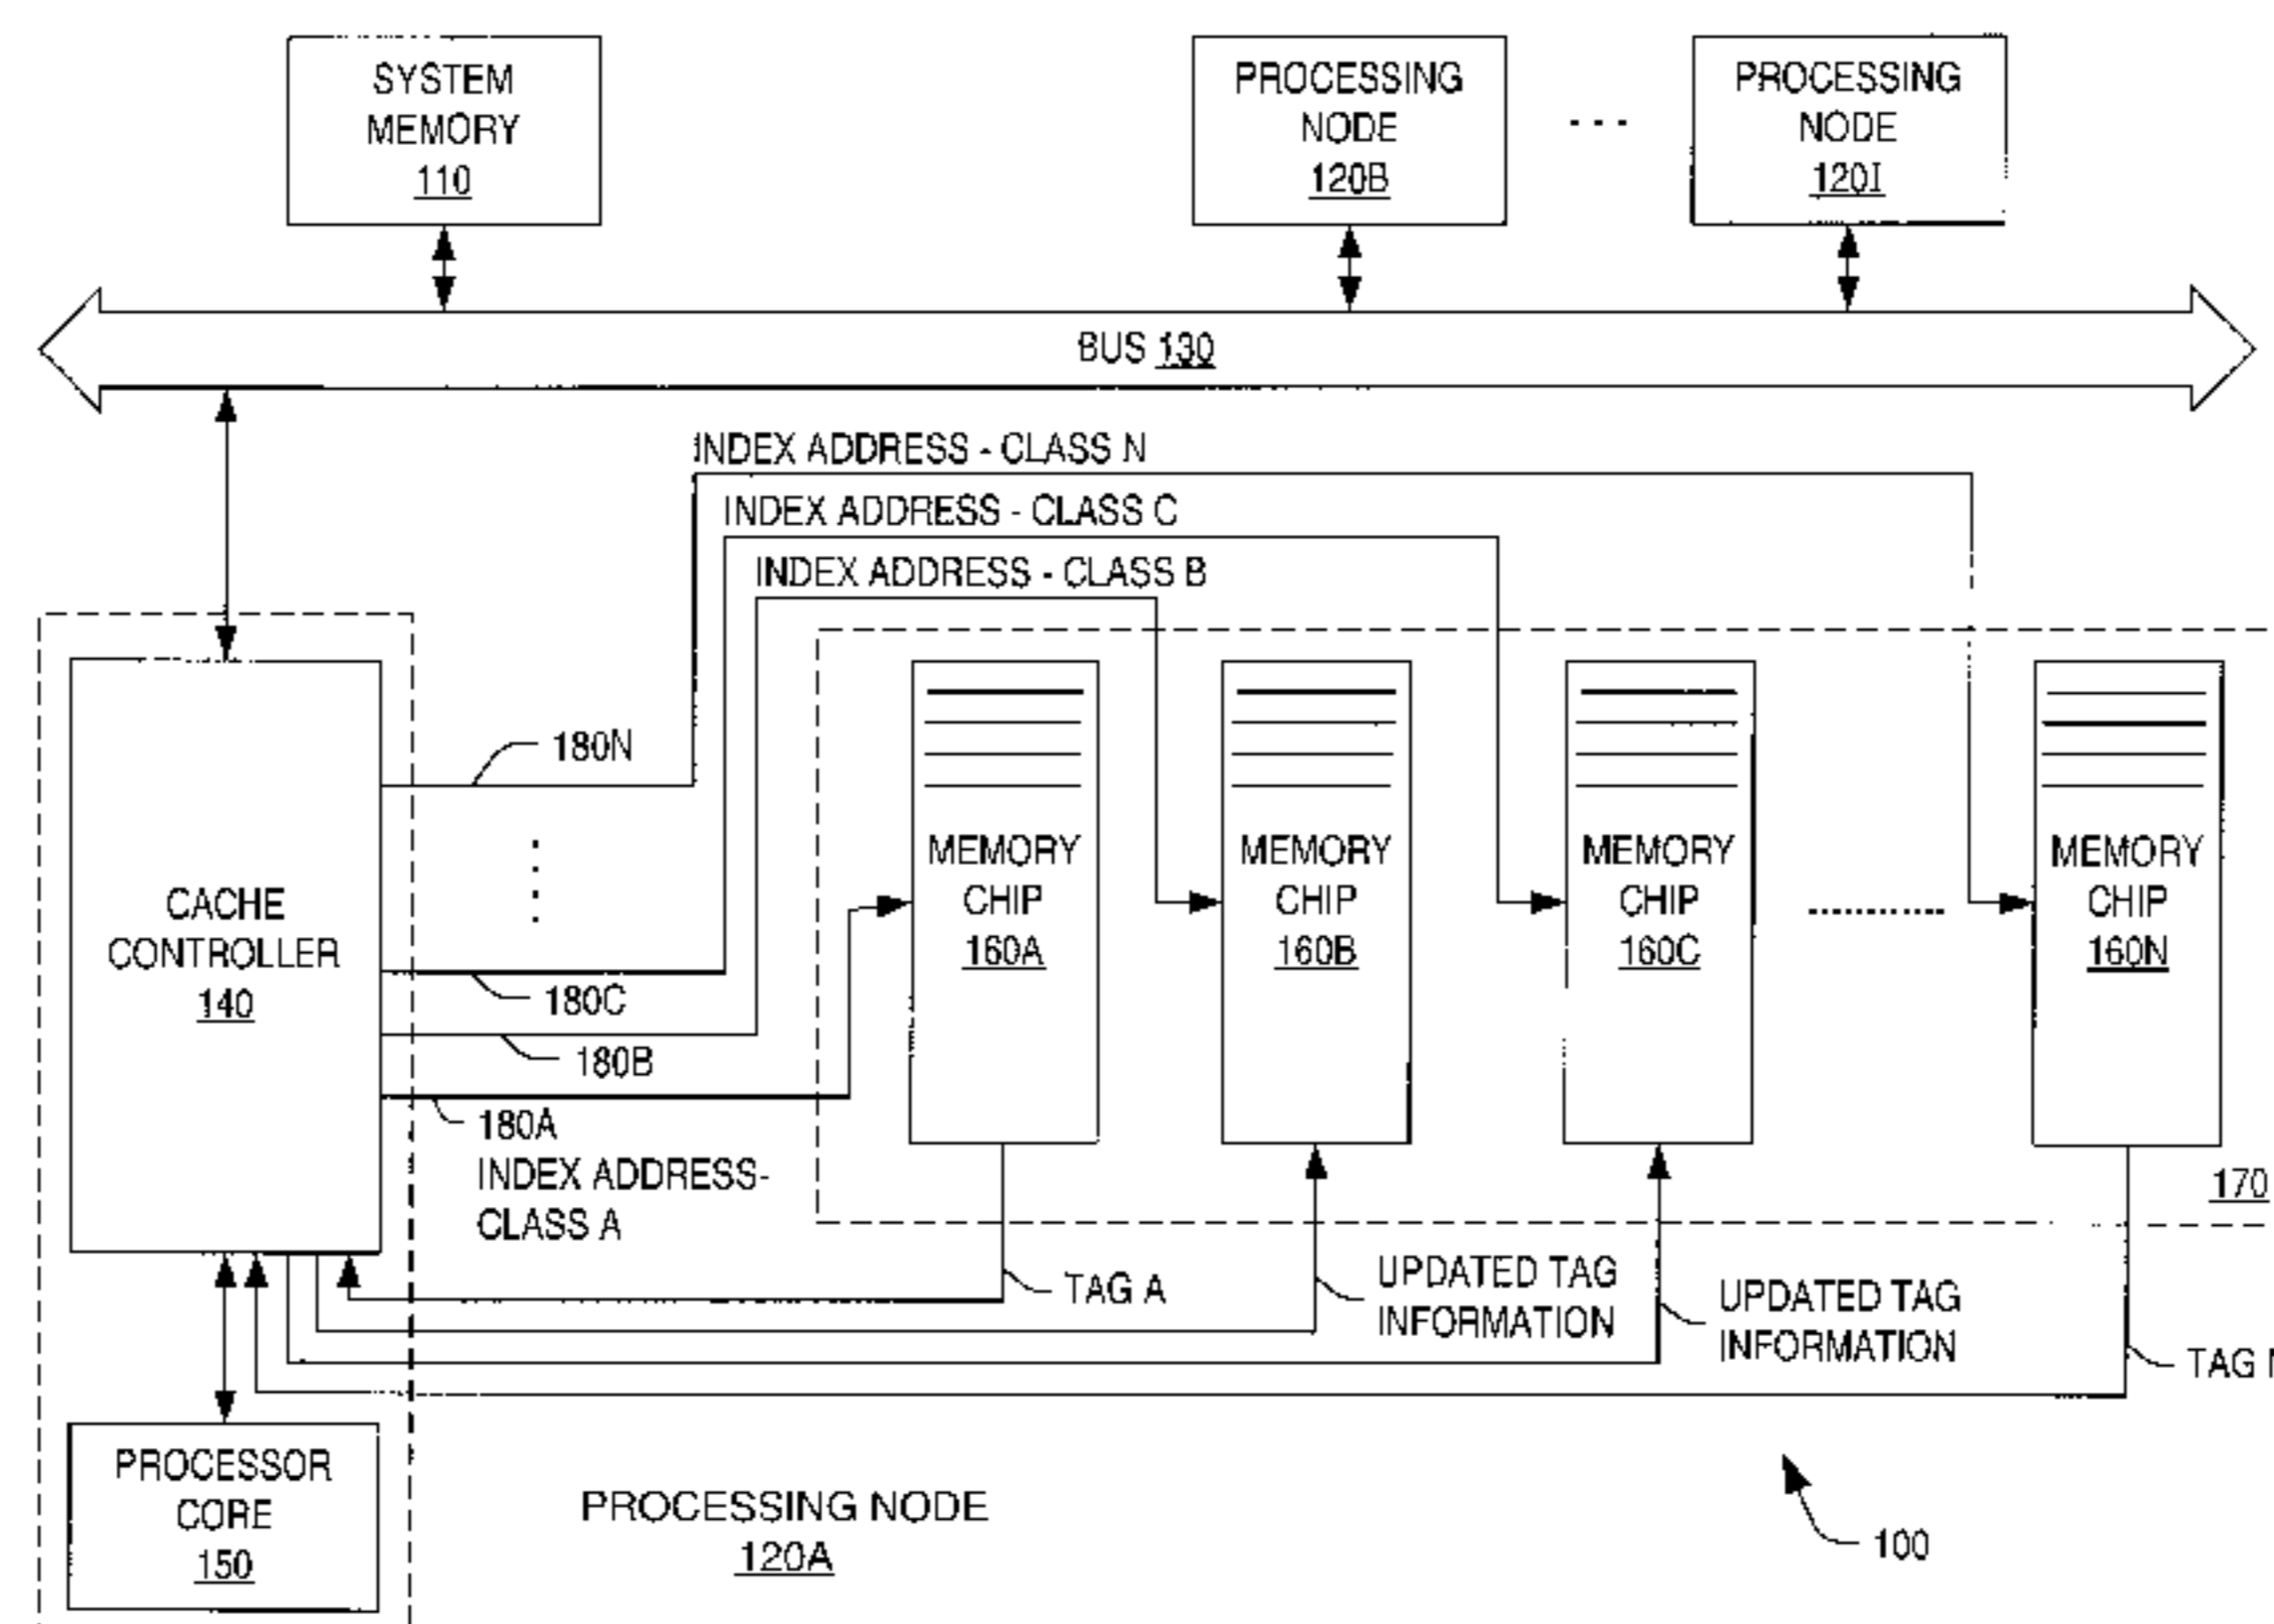 SYSTEM
MEMORY
110
PROCESSING
NODE
120B
PROCESSING
NODE
120I
BUS 130
INDEX ADDRESS - CLASS N
INDEX ADDRESS - CLASS C
INDEX ADDRESS - CLASS B
180N
CACHE
CONTROLLER
140
180C
180B
180A
INDEX ADDRESS-
CLASS A
MEMORY
CHIP
160A
MEMORY
CHIP
160B
MEMORY
CHIP
160C
MEMORY
CHIP
160N
170
TAG A
UPDATED TAG
INFORMATION
UPDATED TAG
INFORMATION
TAG
PROCESSOR
CORE
150
PROCESSING NODE
120A
100